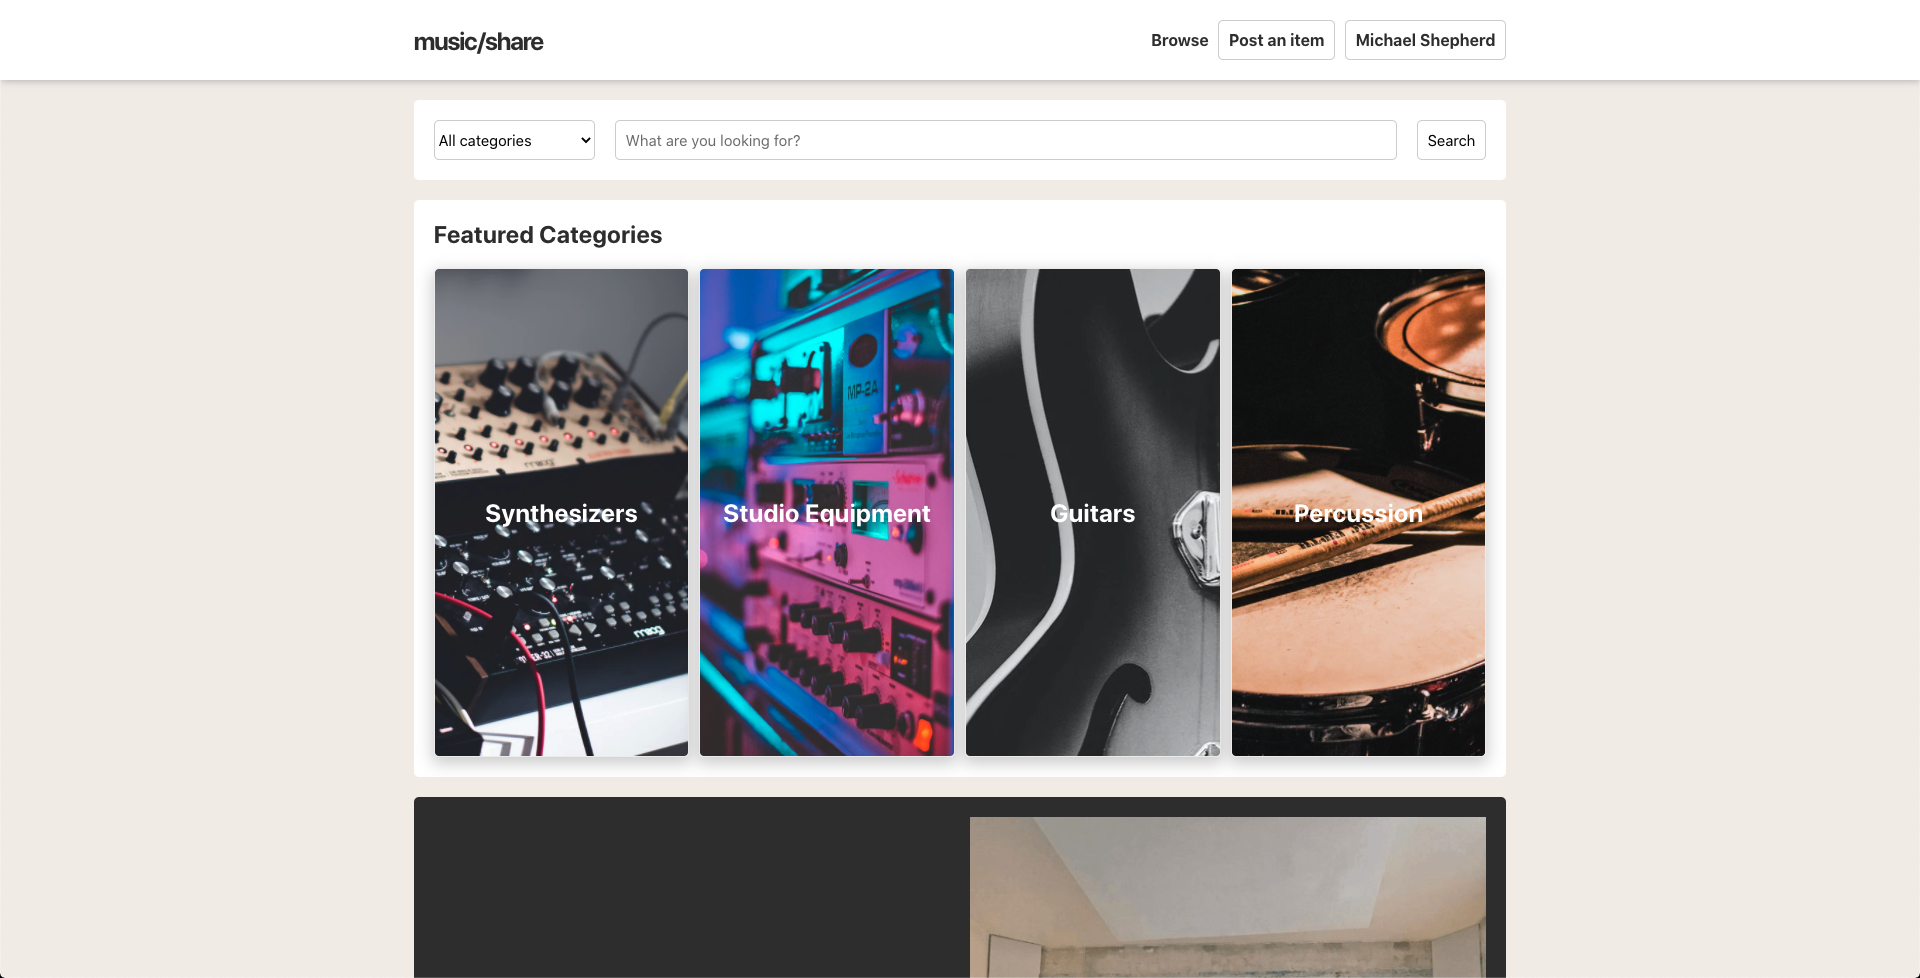 music/share
Browse
Post an item
Michael Shepherd
All categories
What are you looking for?
Search
Featured Categories
Synthesizers
Studio Equipment
Guitars
Percussion
MP-2A
moog
moog